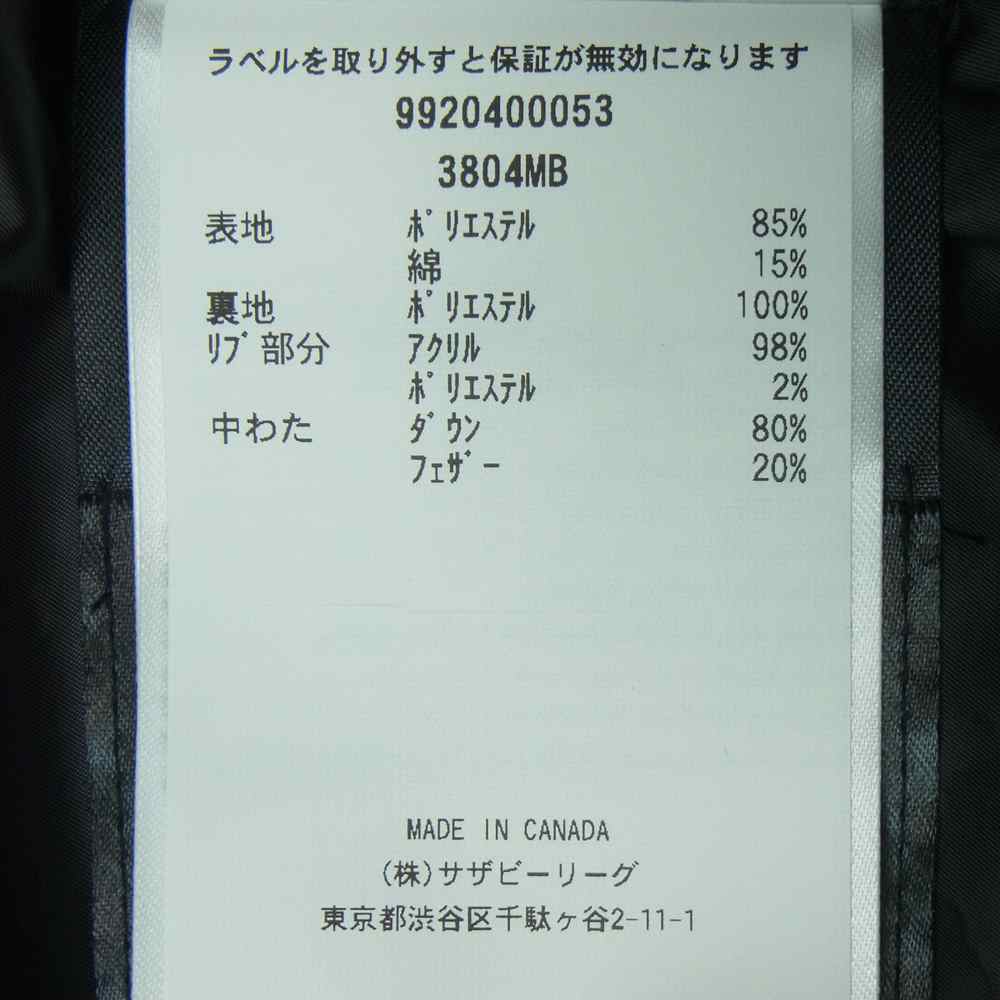 ラベルを取り外すと保証が無効になります
9920400053
3804MB
表地 ﾎﾟﾘｴｽﾃﾙ 85%
綿 15%
裏地 ﾎﾟﾘｴｽﾃﾙ 100%
ﾘﾌﾞ部分 ｱｸﾘﾙ 98%
ﾎﾟﾘｴｽﾃﾙ 2%
中わた ﾀﾞｳﾝ 80%
ﾌｪｻﾞｰ 20%
MADE IN CANADA
(株)サザビーリーグ
東京都渋谷区千駄ヶ谷2-11-1